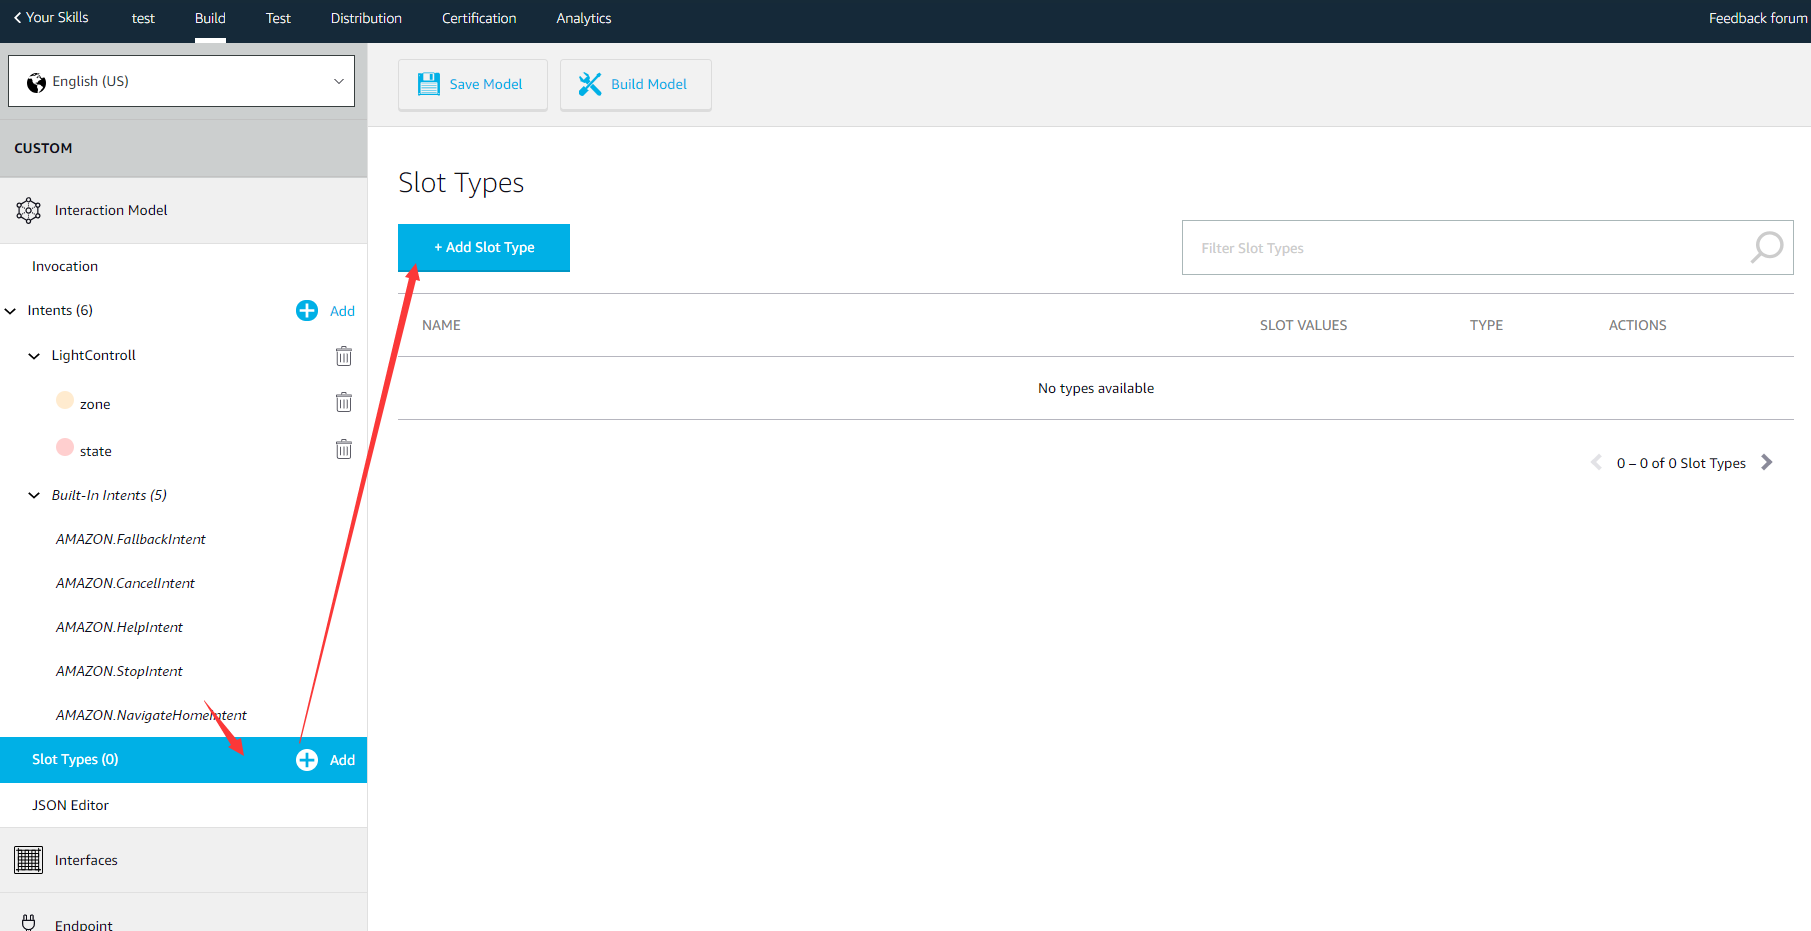 Your Skills
test
Build
Test
Distribution
Certification
Analytics
Feedback forum
English (US)
CUSTOM
Interaction Model
Invocation
Intents (6)
Add
LightControll
zone
state
Built-In Intents (5)
AMAZON.FallbackIntent
AMAZON.CancelIntent
AMAZON.HelpIntent
AMAZON.StopIntent
AMAZON.NavigateHomeIntent
Slot Types (0)
Add
JSON Editor
Interfaces
Endpoint
Save Model
Build Model
Slot Types
+ Add Slot Type
Filter Slot Types
NAME
SLOT VALUES
TYPE
ACTIONS
No types available
0 – 0 of 0 Slot Types